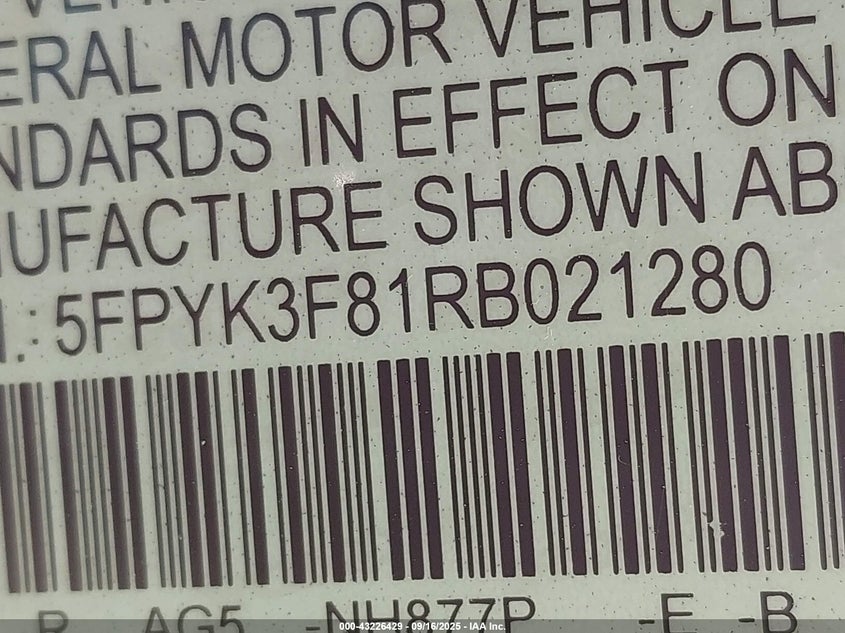 ERAL MOTOR VEHICLE
NDARDS IN EFFECT ON
UFACTURE SHOWN AB
.: 5FPYK3F81RB021280
R AG5 -NH877P -E -B
000-43226429 - 09/16/2025 - IAA Inc.